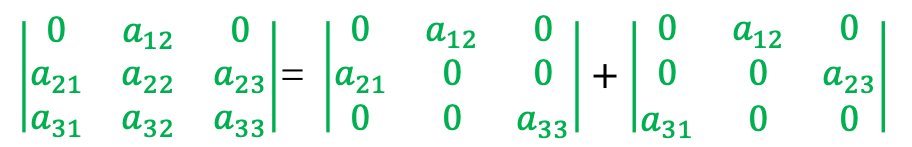 | 0 a₁₂ 0 | | 0 a₁₂ 0 | | 0 a₁₂ 0 |
| a₂₁ a₂₂ a₂₃ | = | a₂₁ 0 0 | + | 0 0 a₂₃ |
| a₃₁ a₃₂ a₃₃ | | 0 0 a₃₃ | | a₃₁ 0 0 |